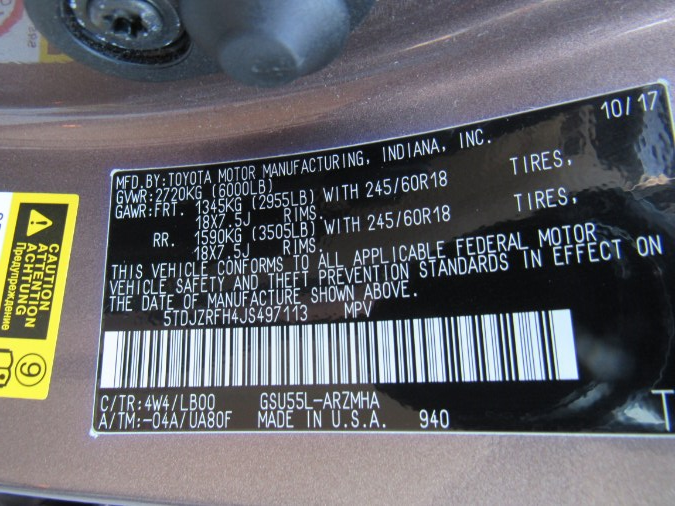 10/17
MFD.BY:TOYOTA MOTOR MANUFACTURING, INDIANA, INC.
GVWR:2720KG (6000LB)
GAWR:FRT. 1345KG (2955LB) WITH 245/60R18 TIRES,
18X7.5J RIMS.
RR. 1590KG (3505LB) WITH 245/60R18 TIRES,
18X7.5J RIMS.
THIS VEHICLE CONFORMS TO ALL APPLICABLE FEDERAL MOTOR
VEHICLE SAFETY AND THEFT PREVENTION STANDARDS IN EFFECT ON
THE DATE OF MANUFACTURE SHOWN ABOVE.
5TDJZRFH4JS497113 MPV
C/TR:4W4/LB00 GSU55L-ARZMHA
A/TM:-04A/UA80F MADE IN U.S.A. 940
T
CAUTION
ATTENTION
ACHTUNG
Предупреждение
9